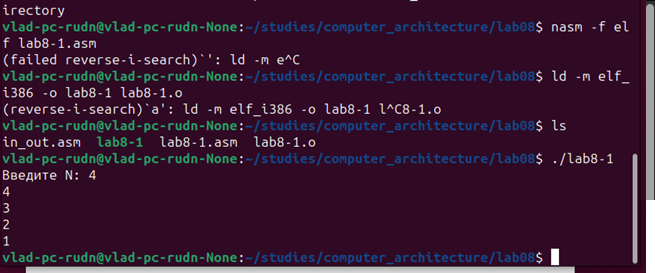 irectory
vlad-pc-rudn@vlad-pc-rudn-None:~/studies/computer_architecture/lab08$ nasm -f el
f lab8-1.asm
(failed reverse-i-search)`': ld -m e^C
vlad-pc-rudn@vlad-pc-rudn-None:~/studies/computer_architecture/lab08$ ld -m elf_
i386 -o lab8-1 lab8-1.o
(reverse-i-search)`a': ld -m elf_i386 -o lab8-1 l^C8-1.o
vlad-pc-rudn@vlad-pc-rudn-None:~/studies/computer_architecture/lab08$ ls
in_out.asm  lab8-1  lab8-1.asm  lab8-1.o
vlad-pc-rudn@vlad-pc-rudn-None:~/studies/computer_architecture/lab08$ ./lab8-1
Введите N: 4
4
3
2
1
vlad-pc-rudn@vlad-pc-rudn-None:~/studies/computer_architecture/lab08$